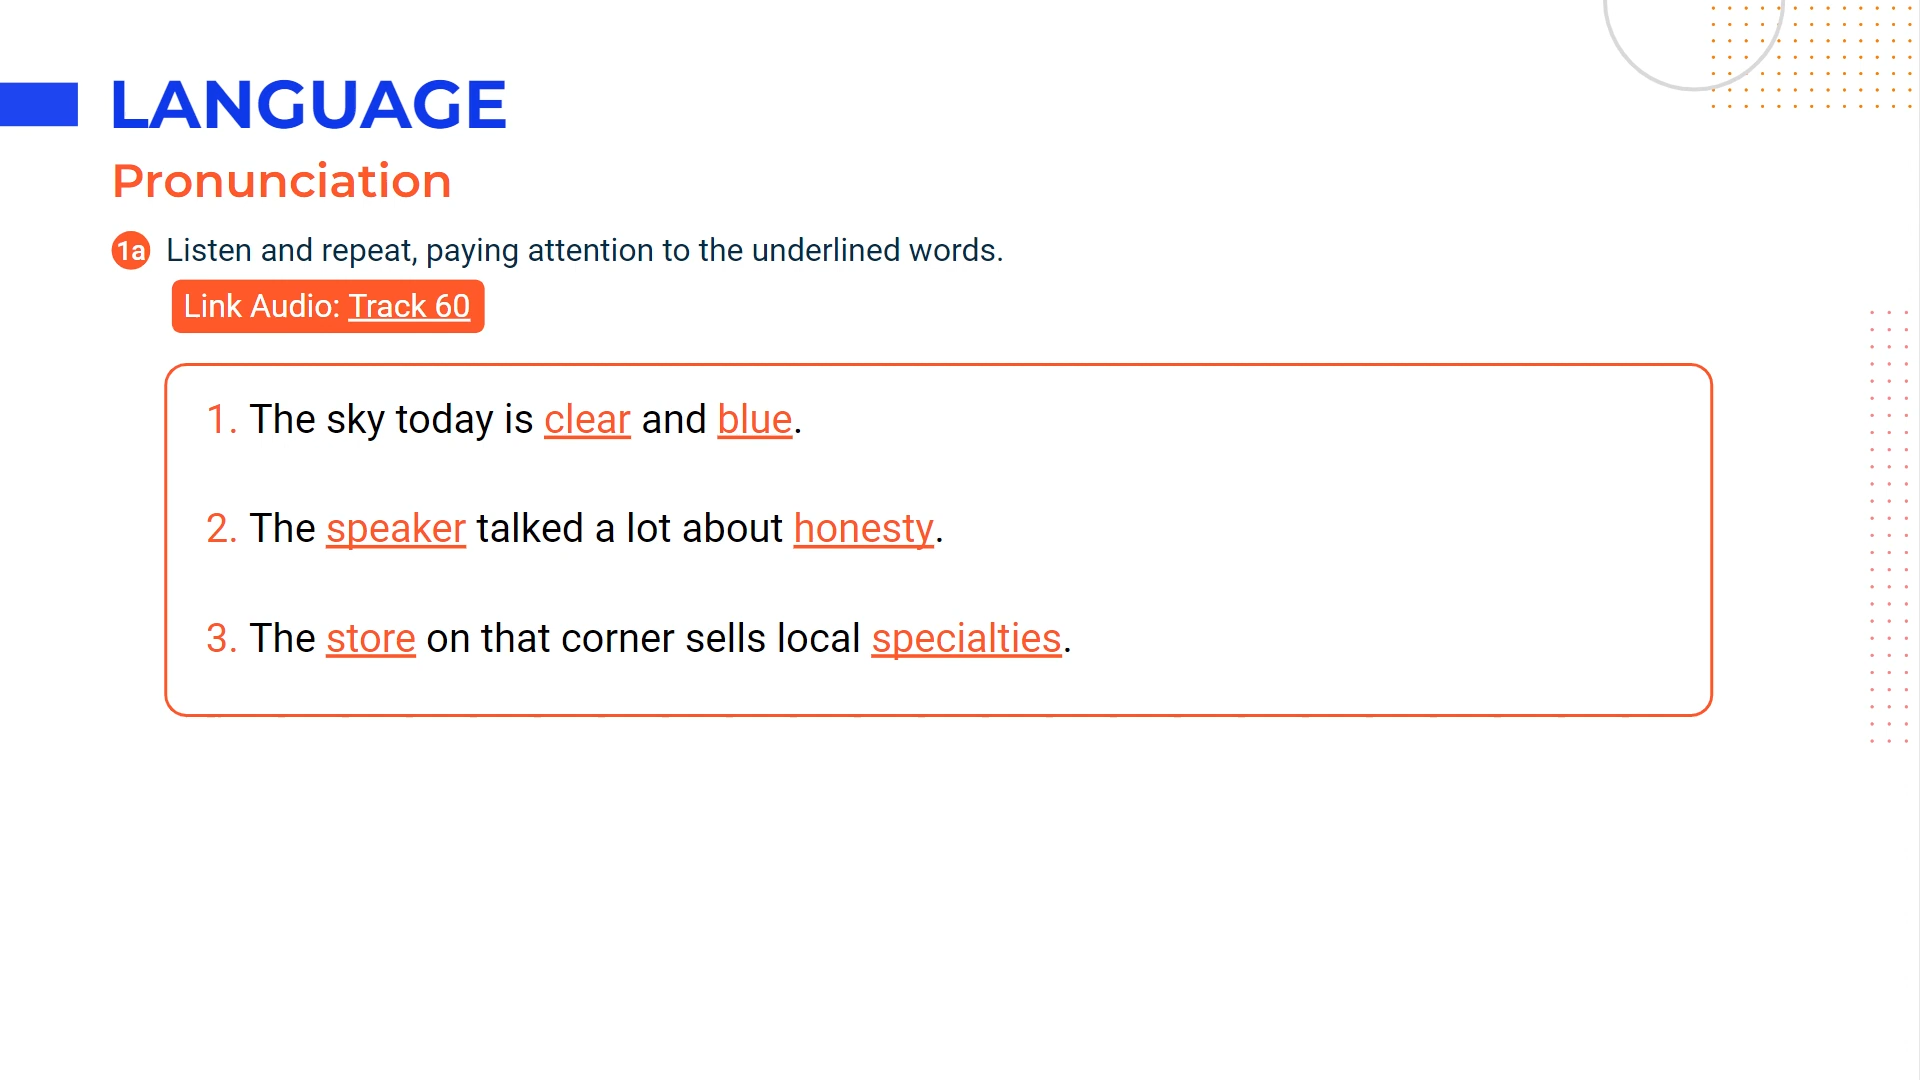 LANGUAGE
Pronunciation
1a Listen and repeat, paying attention to the underlined words.
Link Audio: Track 60
1. The sky today is clear and blue.
2. The speaker talked a lot about honesty.
3. The store on that corner sells local specialties.